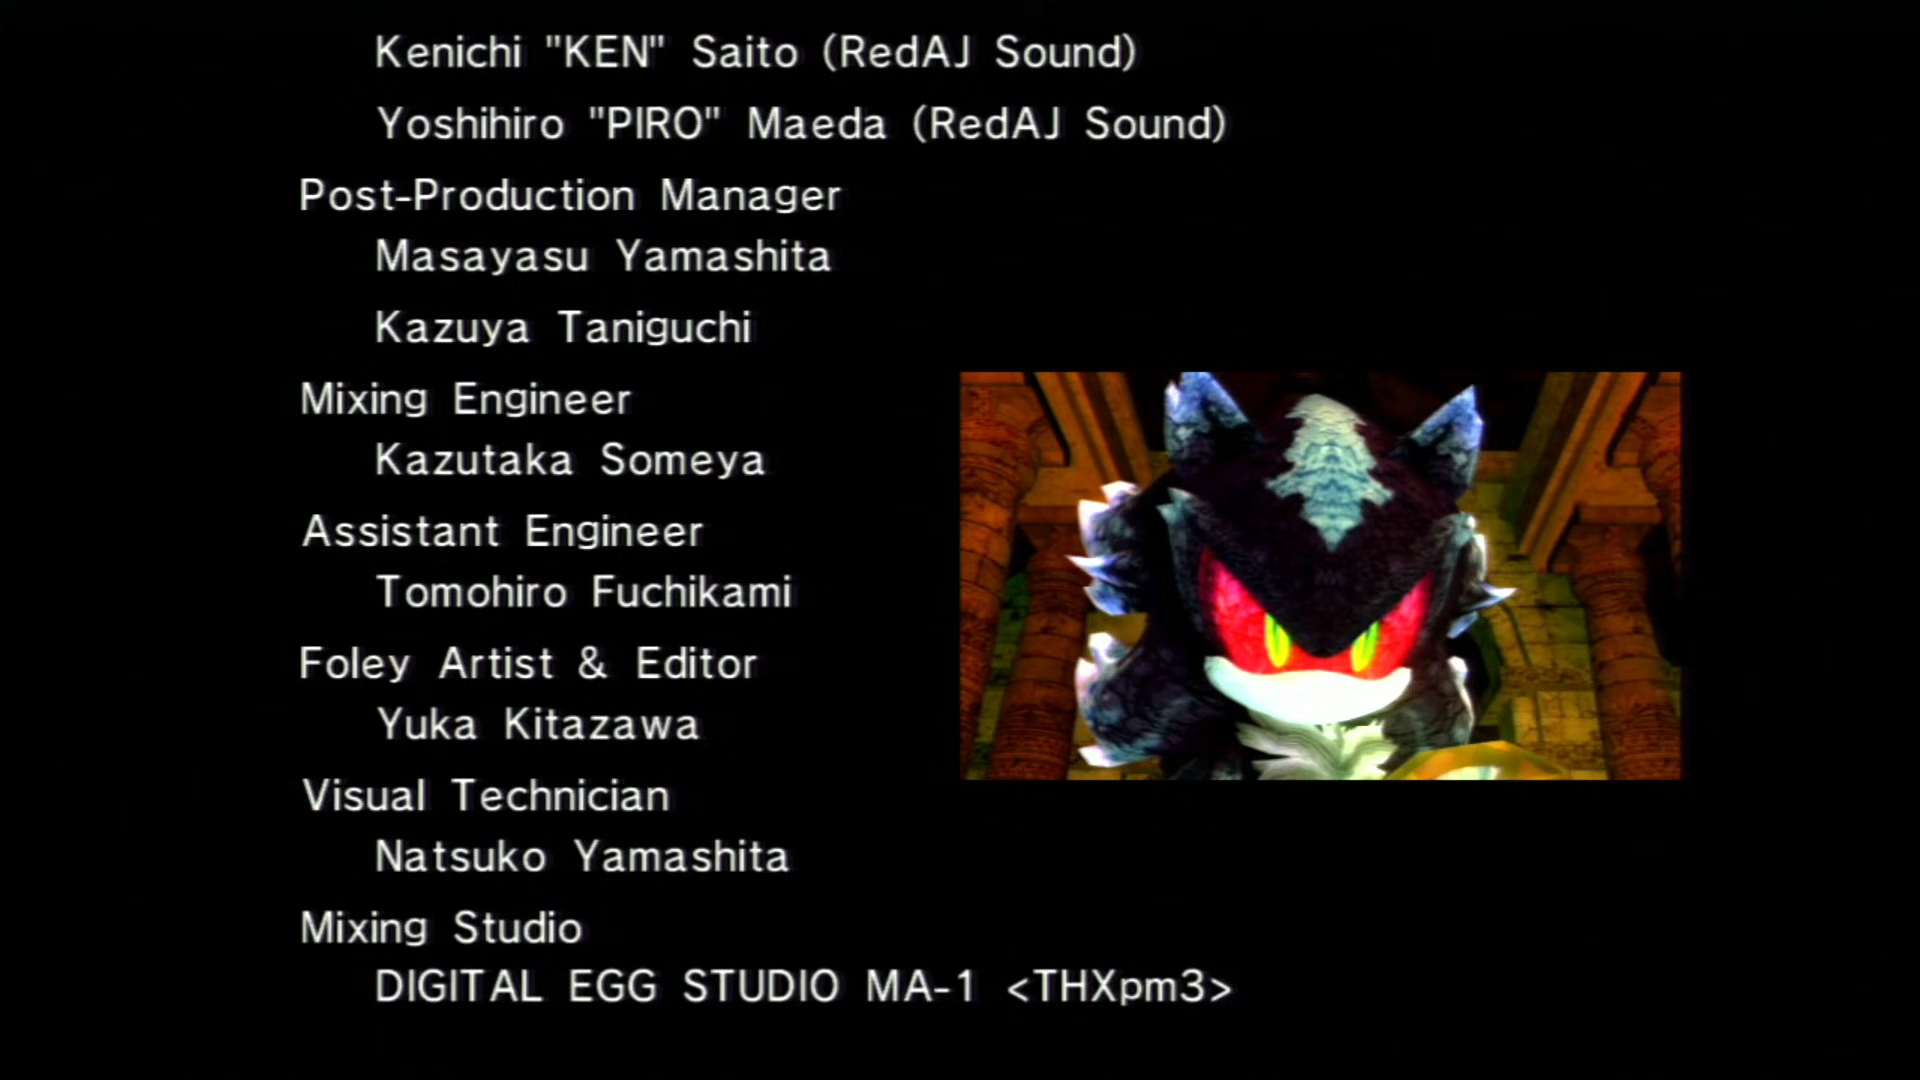 Kenichi "KEN" Saito (RedAJ Sound)
Yoshihiro "PIRO" Maeda (RedAJ Sound)
Post-Production Manager
Masayasu Yamashita
Kazuya Taniguchi
Mixing Engineer
Kazutaka Someya
Assistant Engineer
Tomohiro Fuchikami
Foley Artist & Editor
Yuka Kitazawa
Visual Technician
Natsuko Yamashita
Mixing Studio
DIGITAL EGG STUDIO MA-1 <THXpm3>